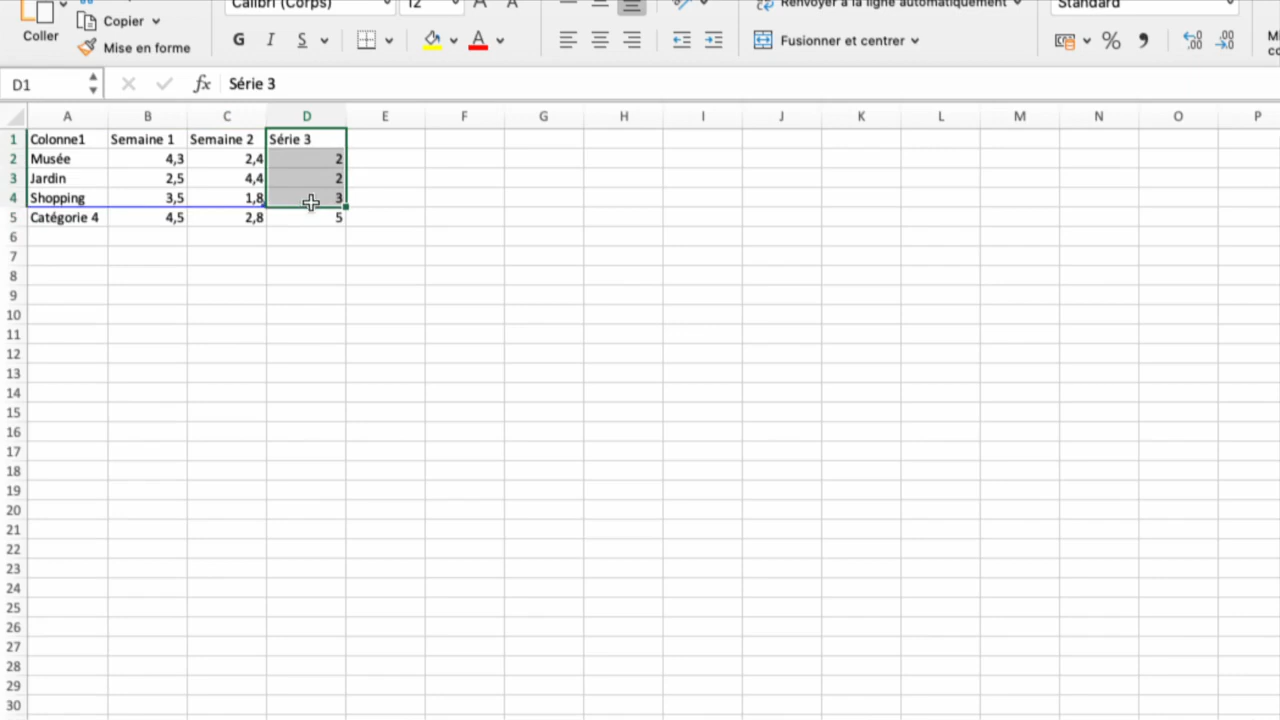 Calibri (Corps) 12 Renvoyer à la ligne automatiquement Standard
Copier
Coller Mise en forme
G I S A Fusionner et centrer %
D1 fx Série 3
A B C D E F G H I J K L M N O P
1 Colonne1 Semaine 1 Semaine 2 Série 3
2 Musée 4,3 2,4 2
3 Jardin 2,5 4,4 2
4 Shopping 3,5 1,8 3
5 Catégorie 4 4,5 2,8 5
6
7
8
9
10
11
12
13
14
15
16
17
18
19
20
21
22
23
24
25
26
27
28
29
30